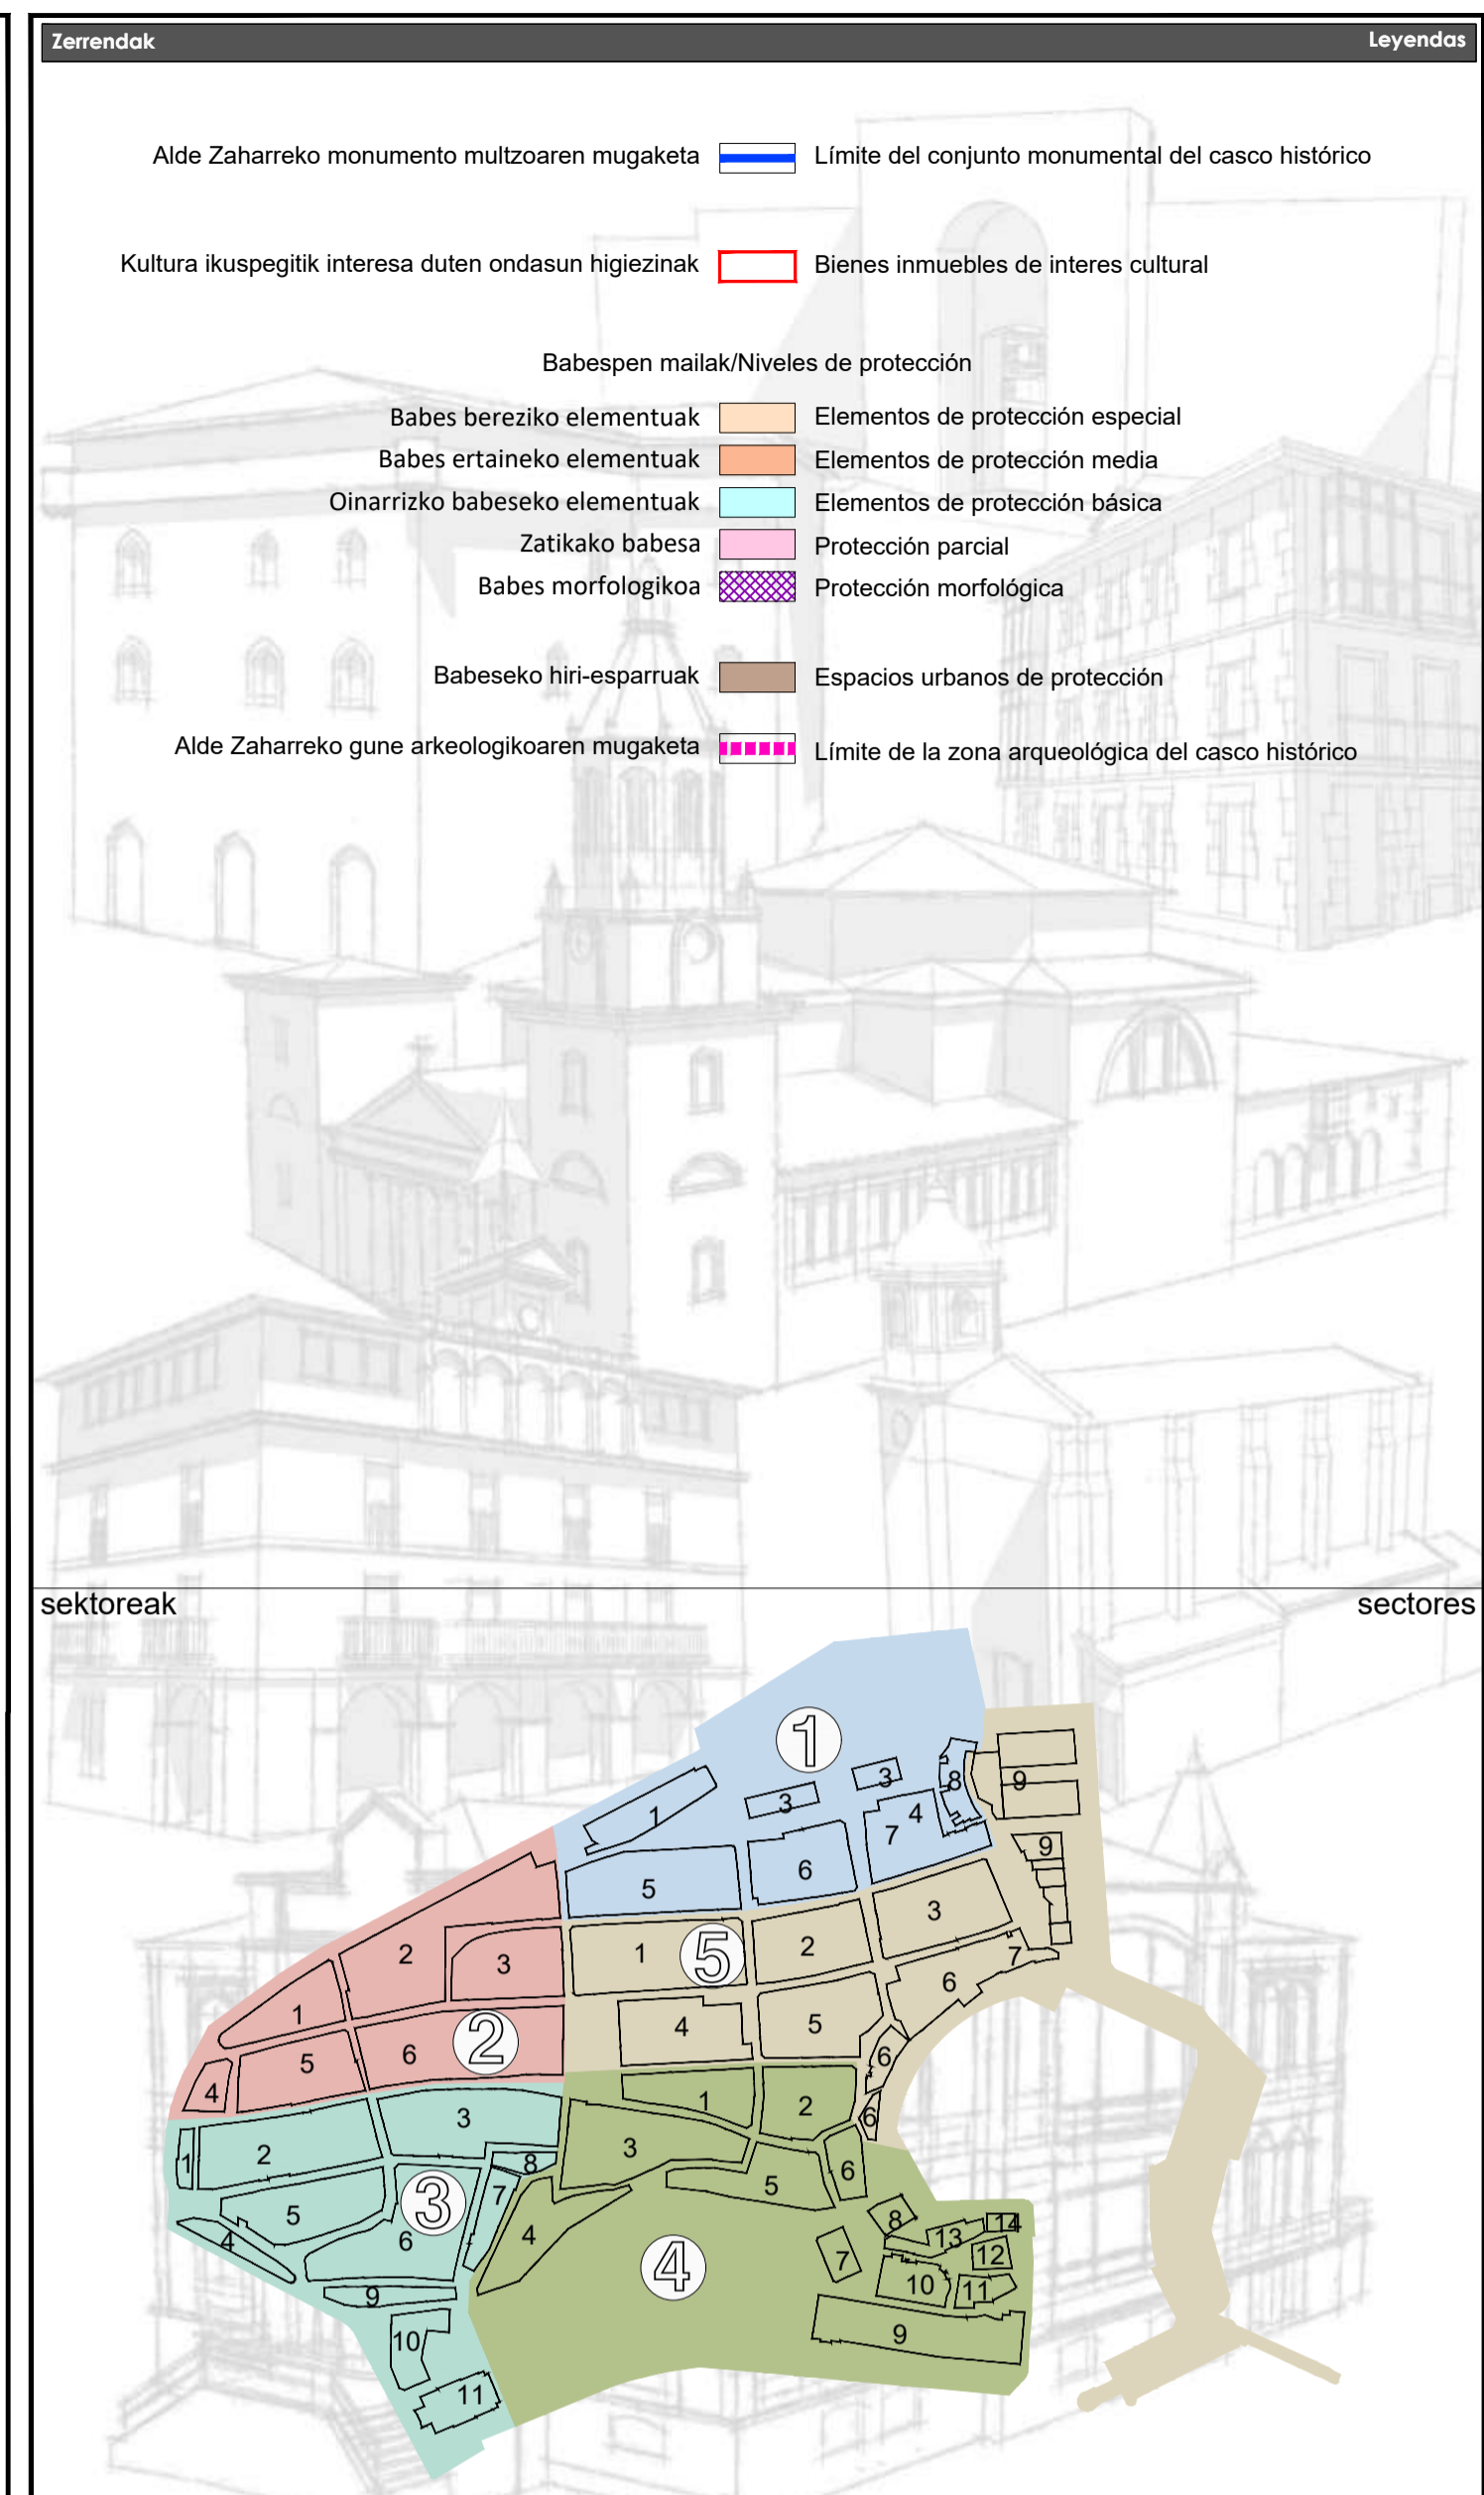 Zerrendak Leyendas
Alde Zaharreko monumento multzoaren mugaketa Límite del conjunto monumental del casco histórico
Kultura ikuspegitik interesa duten ondasun higiezinak Bienes inmuebles de interes cultural
Babespen mailak/Niveles de protección
Babes bereziko elementuak Elementos de protección especial
Babes ertaineko elementuak Elementos de protección media
Oinarrizko babeseko elementuak Elementos de protección básica
Zatikako babesa Protección parcial
Babes morfologikoa Protección morfológica
Babeseko hiri-esparruak Espacios urbanos de protección
Alde Zaharreko gune arkeologikoaren mugaketa Límite de la zona arqueológica del casco histórico
sektoreak sectores
1
3 8 9
1 3 4
7
9
6
5
3
2 1 5 2
3 7
6
1 4 5
5 6 2
6
4
1 2 6
3
3
1 2 8 5 6
7
5 3 8 14
4 6 4 13
4 7 12
10 11
9
10 9
11